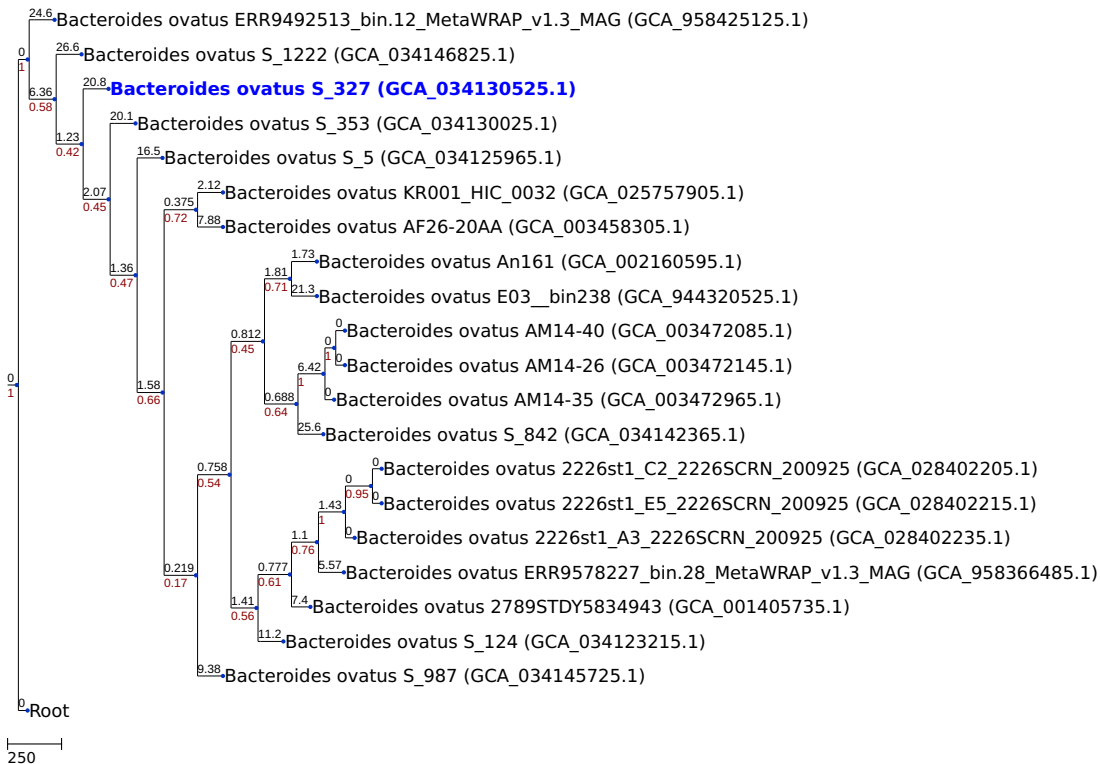 24.6 Bacteroides ovatus ERR9492513_bin.12_MetaWRAP_v1.3_MAG (GCA_958425125.1)
0
1
26.6 Bacteroides ovatus S_1222 (GCA_034146825.1)
6.36
0.58
20.8 Bacteroides ovatus S_327 (GCA_034130525.1)
20.1 Bacteroides ovatus S_353 (GCA_034130025.1)
1.23
0.42
16.5 Bacteroides ovatus S_5 (GCA_034125965.1)
2.12 Bacteroides ovatus KR001_HIC_0032 (GCA_025757905.1)
2.07
0.45
0.375
0.72
7.88 Bacteroides ovatus AF26-20AA (GCA_003458305.1)
1.73 Bacteroides ovatus An161 (GCA_002160595.1)
1.36
0.47
1.81
0.71
21.3 Bacteroides ovatus E03__bin238 (GCA_944320525.1)
0 Bacteroides ovatus AM14-40 (GCA_003472085.1)
0.812
0.45
0
1
0 Bacteroides ovatus AM14-26 (GCA_003472145.1)
6.42
1
0
1
1.58
0.66
0 Bacteroides ovatus AM14-35 (GCA_003472965.1)
0.688
0.64
25.6 Bacteroides ovatus S_842 (GCA_034142365.1)
0 Bacteroides ovatus 2226st1_C2_2226SCRN_200925 (GCA_028402205.1)
0.758
0.54
0
0.95
0 Bacteroides ovatus 2226st1_E5_2226SCRN_200925 (GCA_028402215.1)
1.43
1
0 Bacteroides ovatus 2226st1_A3_2226SCRN_200925 (GCA_028402235.1)
1.1
0.76
5.57 Bacteroides ovatus ERR9578227_bin.28_MetaWRAP_v1.3_MAG (GCA_958366485.1)
0.219
0.17
0.777
0.61
7.4 Bacteroides ovatus 2789STDY5834943 (GCA_001405735.1)
1.41
0.56
11.2 Bacteroides ovatus S_124 (GCA_034123215.1)
9.38 Bacteroides ovatus S_987 (GCA_034145725.1)
0 Root
250